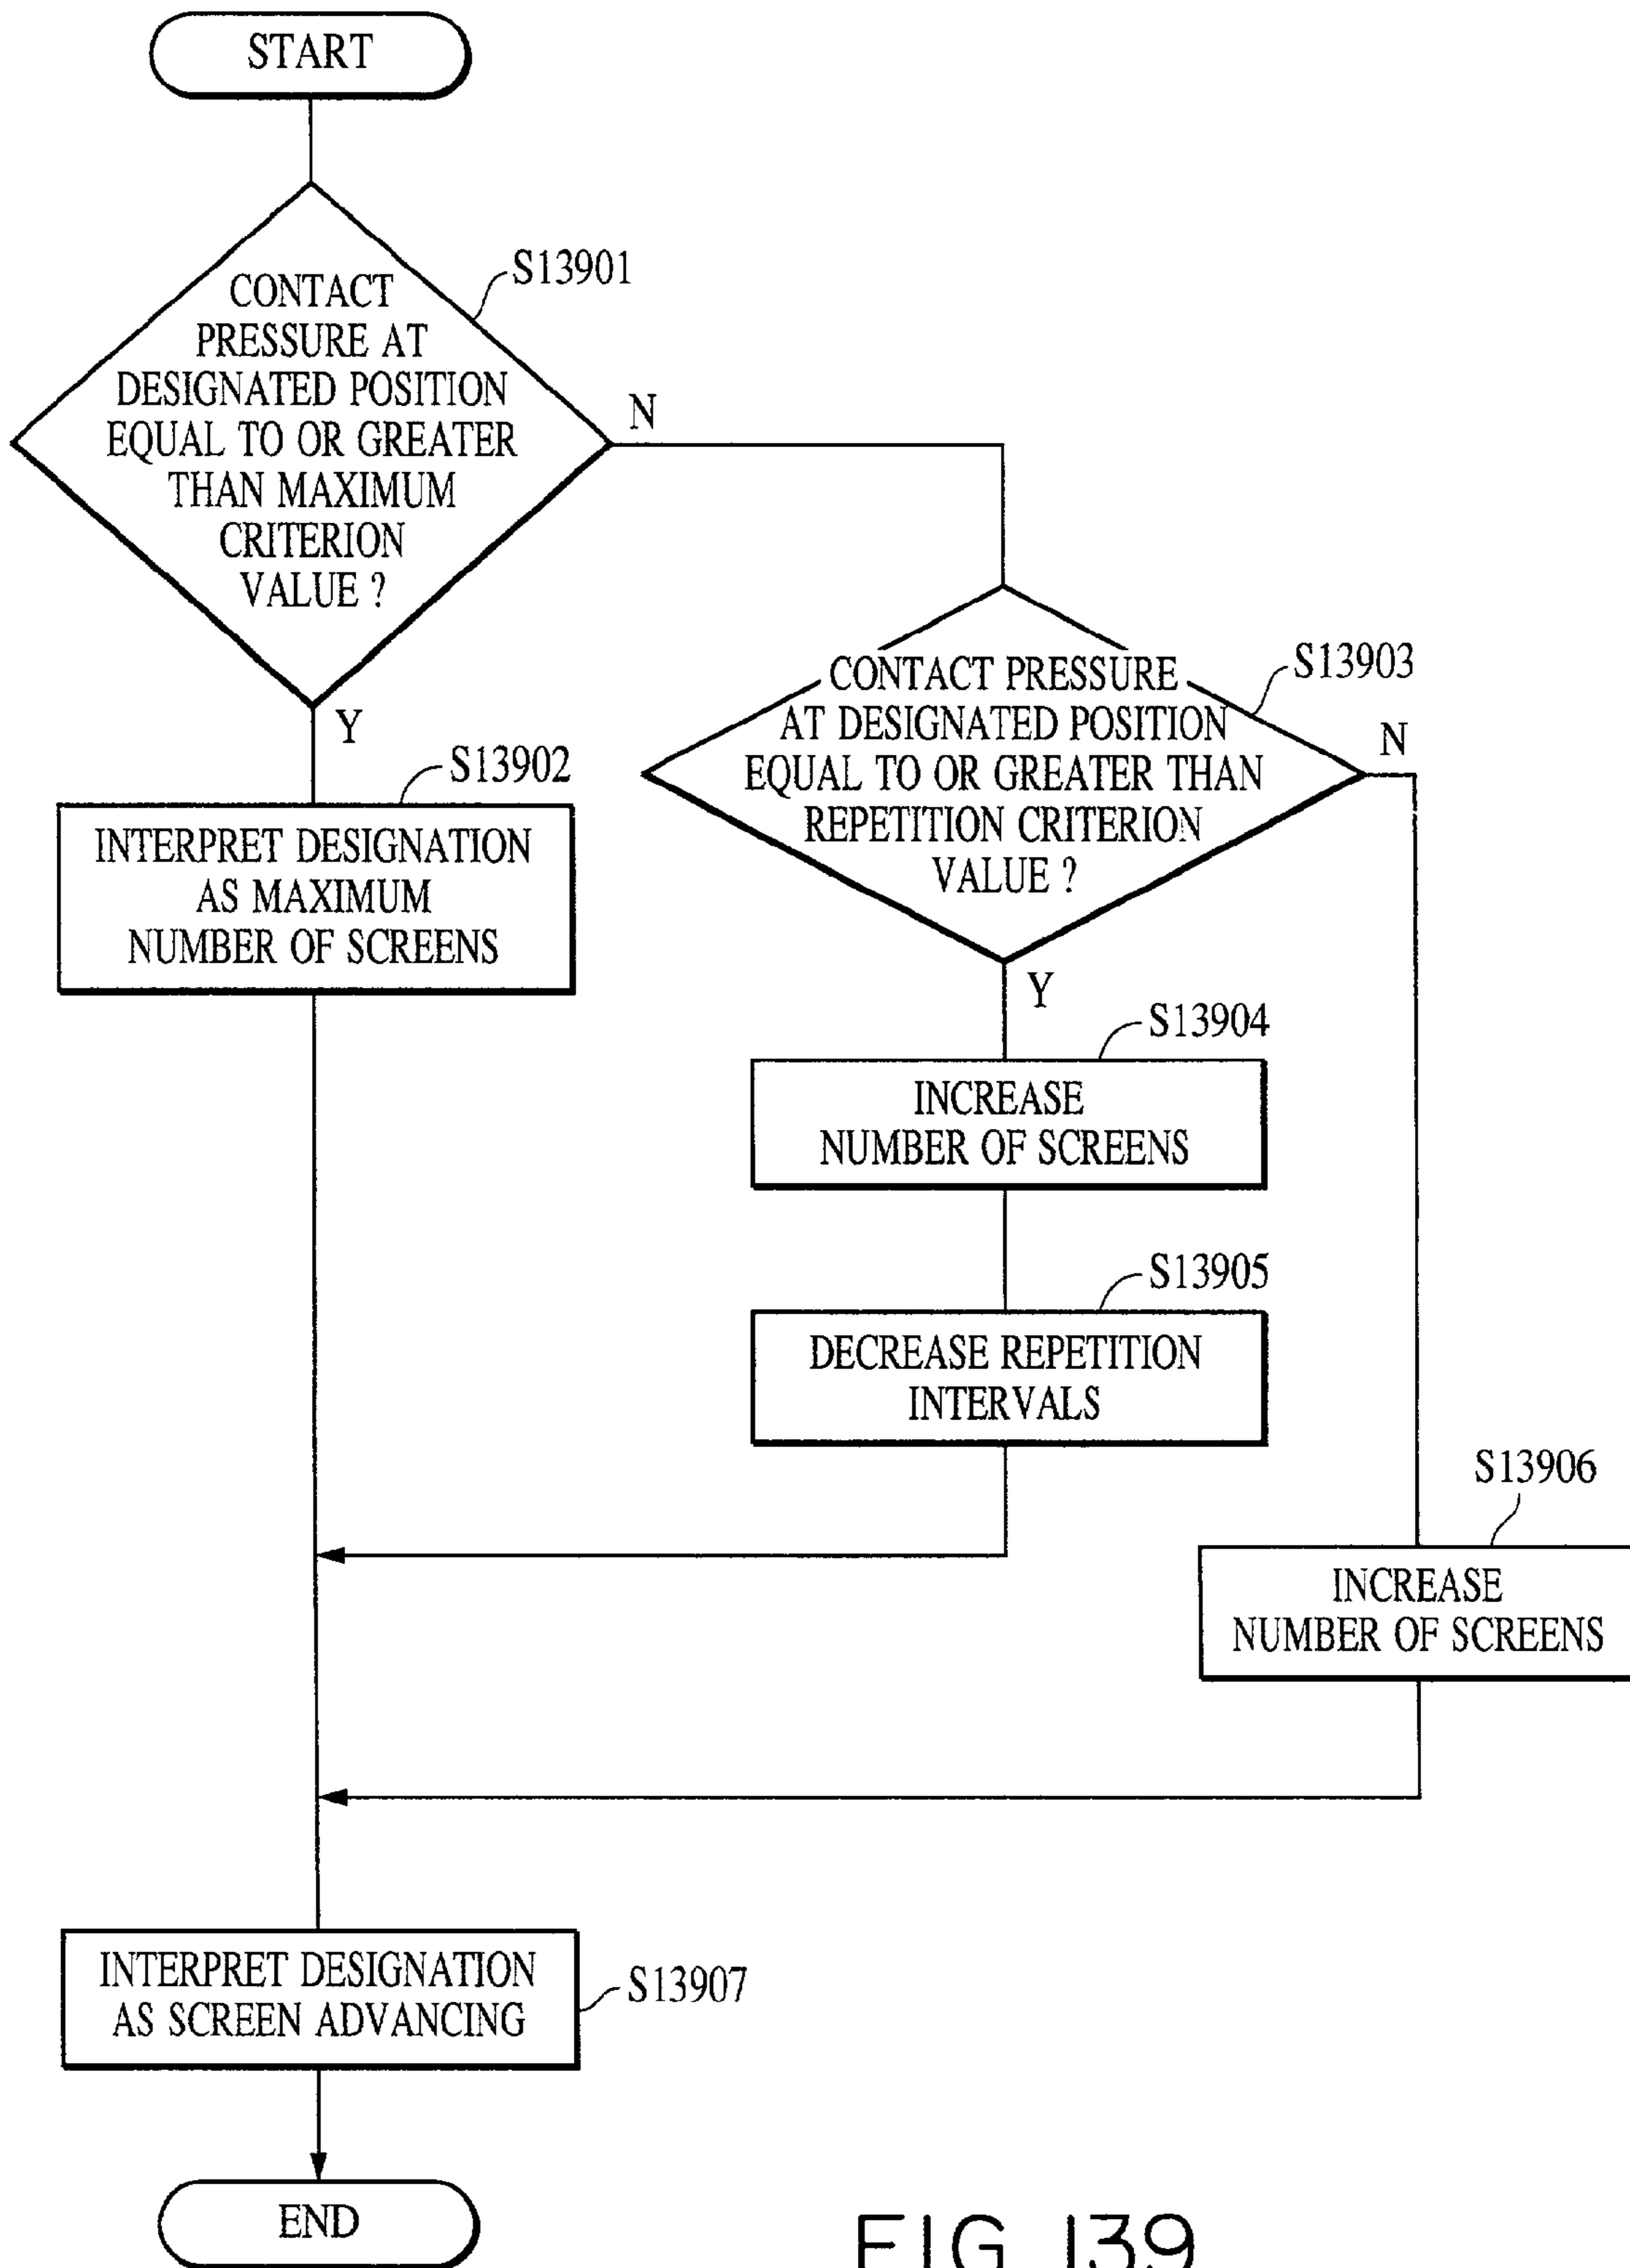 START
S13901
CONTACT
PRESSURE AT
DESIGNATED POSITION
EQUAL TO OR GREATER
THAN MAXIMUM
CRITERION
VALUE ?
N
Y
S13902
INTERPRET DESIGNATION
AS MAXIMUM
NUMBER OF SCREENS
S13903
CONTACT PRESSURE
AT DESIGNATED POSITION
EQUAL TO OR GREATER THAN
REPETITION CRITERION
VALUE ?
N
Y
S13904
INCREASE
NUMBER OF SCREENS
S13905
DECREASE REPETITION
INTERVALS
S13906
INCREASE
NUMBER OF SCREENS
INTERPRET DESIGNATION
AS SCREEN ADVANCING
S13907
END
FIG 139